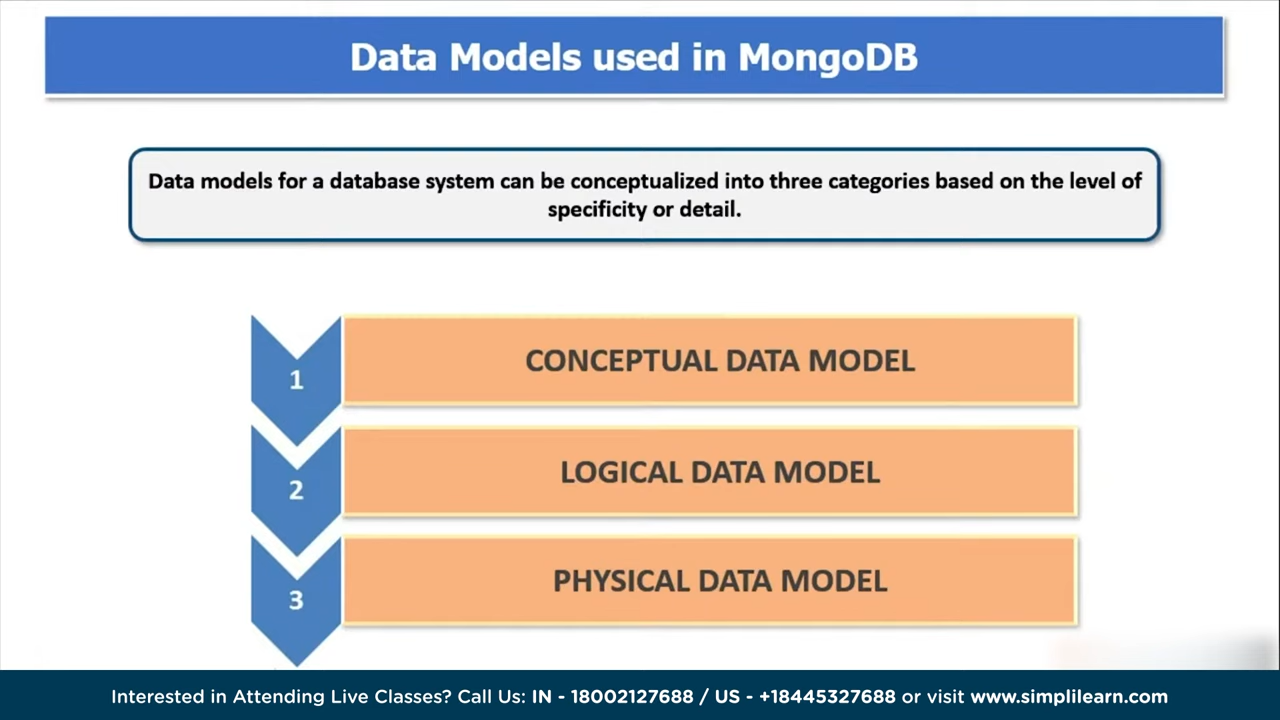 Data Models used in MongoDB
Data models for a database system can be conceptualized into three categories based on the level of
specificity or detail.
1
CONCEPTUAL DATA MODEL
2
LOGICAL DATA MODEL
3
PHYSICAL DATA MODEL
Interested in Attending Live Classes? Call Us: IN - 18002127688 / US - +18445327688 or visit www.simplilearn.com